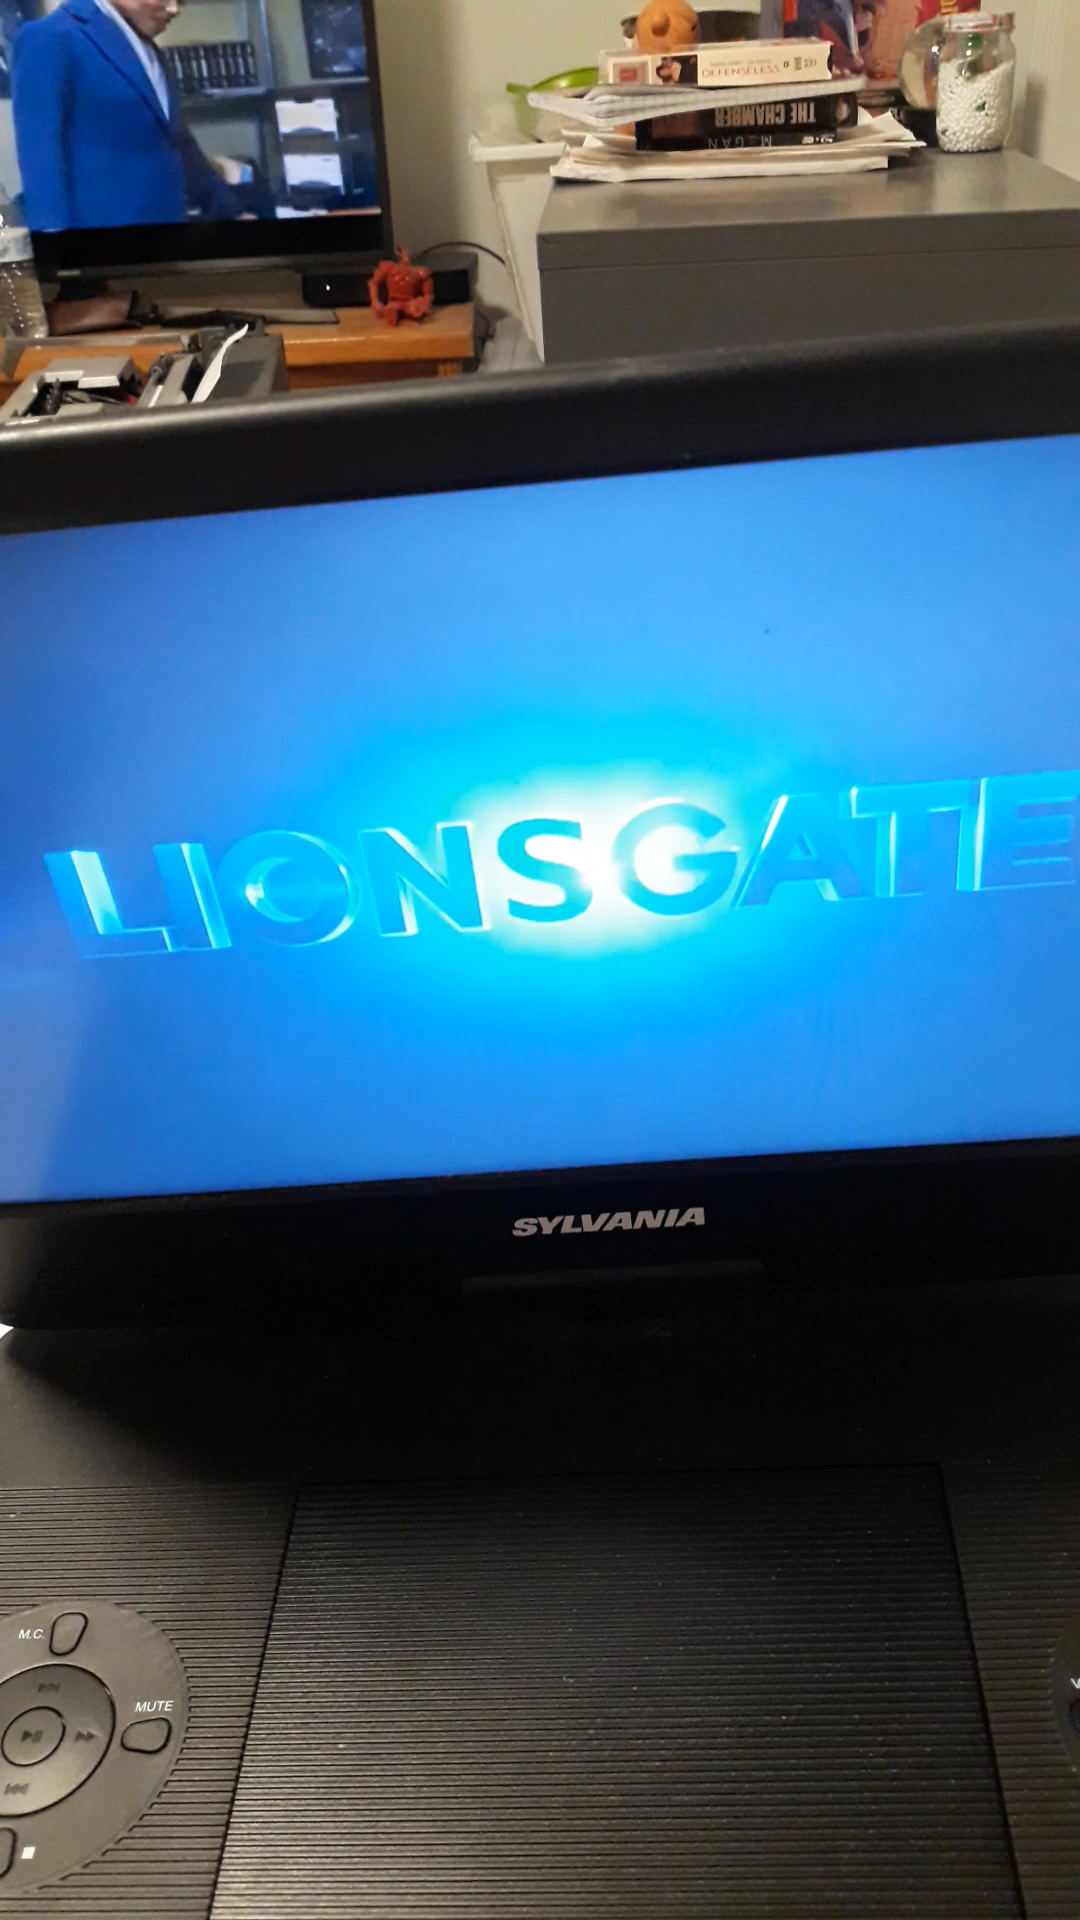 DEFENSELESS
THE CHAMBER
LIONSGATE
SYLVANIA
M.C.
MUTE